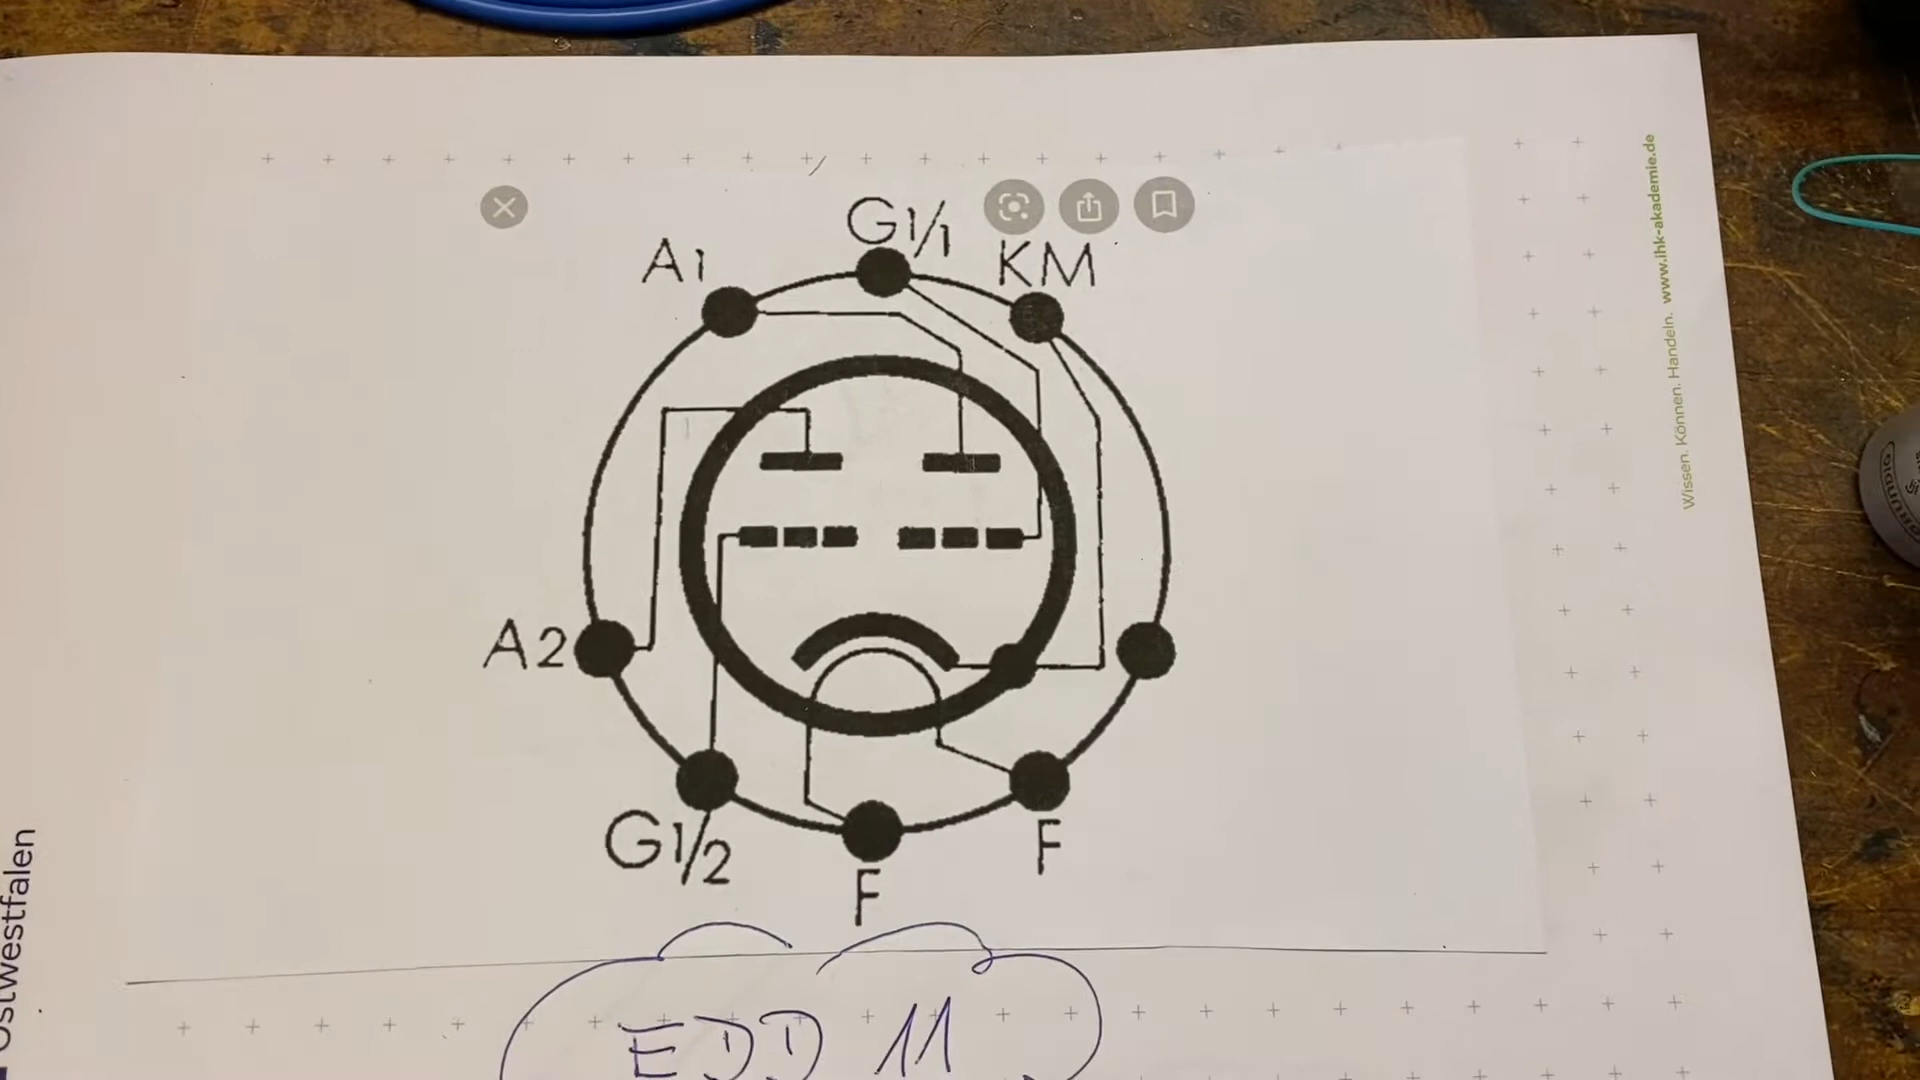 G1/1
A1
KM
A2
G1/2
F
F
EDD 11
Wissen. Können. Handeln. www.ihk-akademie.de
Ostwestfalen